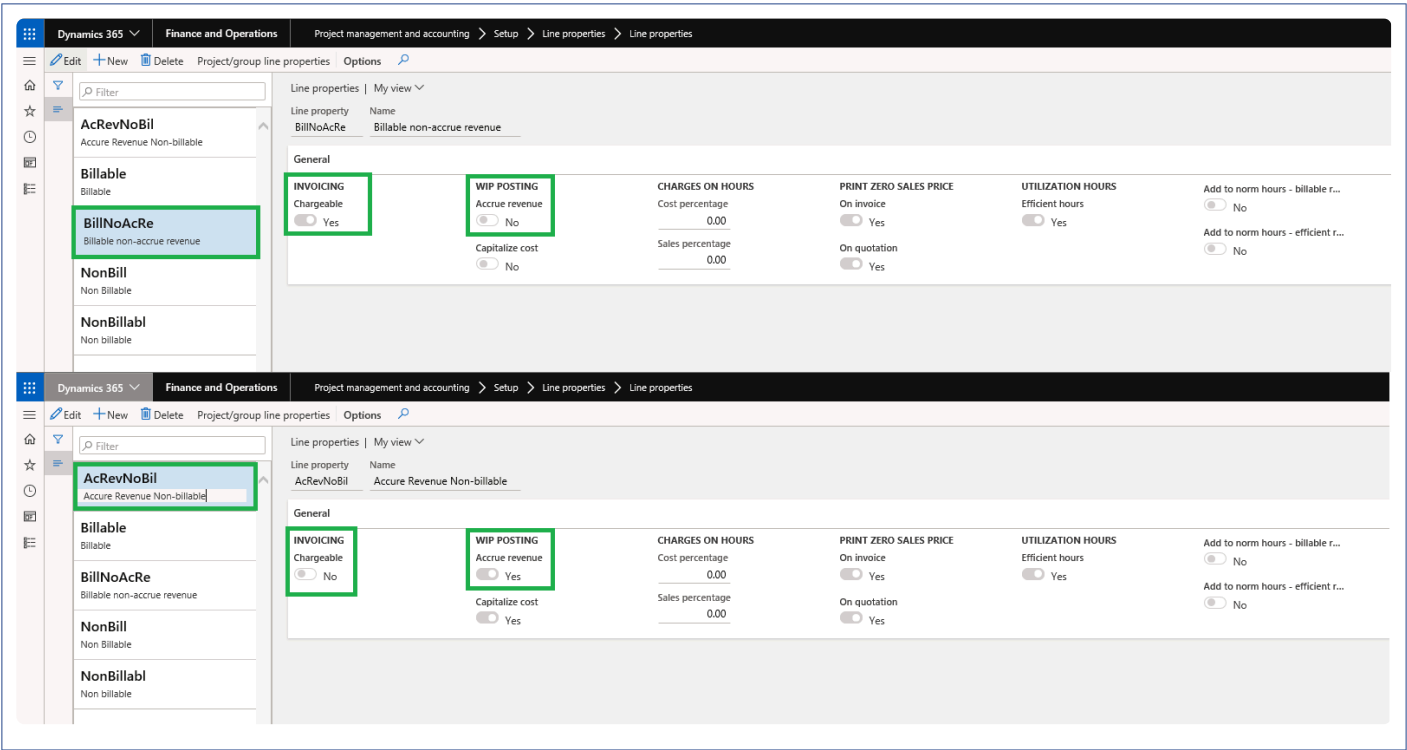 Dynamics 365 Finance and Operations Project management and accounting Setup Line properties Line properties
Edit New Delete Project/group line properties Options
Filter
AcRevNoBil
Accure Revenue Non-billable
Billable
Billable
BillNoAcRe
Billable non-accrue revenue
NonBill
Non Billable
NonBillabl
Non billable
Line properties | My view
Line property Name
BillNoAcRe Billable non-accrue revenue
General
INVOICING
Chargeable
Yes
WIP POSTING
Accrue revenue
No
Capitalize cost
No
CHARGES ON HOURS
Cost percentage
0.00
Sales percentage
0.00
PRINT ZERO SALES PRICE
On invoice
Yes
On quotation
Yes
UTILIZATION HOURS
Efficient hours
Yes
Add to norm hours - billable r...
No
Add to norm hours - efficient r...
No
Dynamics 365 Finance and Operations Project management and accounting Setup Line properties Line properties
Edit New Delete Project/group line properties Options
Filter
AcRevNoBil
Accure Revenue Non-billable
Billable
Billable
BillNoAcRe
Billable non-accrue revenue
NonBill
Non Billable
NonBillabl
Non billable
Line properties | My view
Line property Name
AcRevNoBil Accure Revenue Non-billable
General
INVOICING
Chargeable
No
WIP POSTING
Accrue revenue
Yes
Capitalize cost
Yes
CHARGES ON HOURS
Cost percentage
0.00
Sales percentage
0.00
PRINT ZERO SALES PRICE
On invoice
Yes
On quotation
Yes
UTILIZATION HOURS
Efficient hours
Yes
Add to norm hours - billable r...
No
Add to norm hours - efficient r...
No